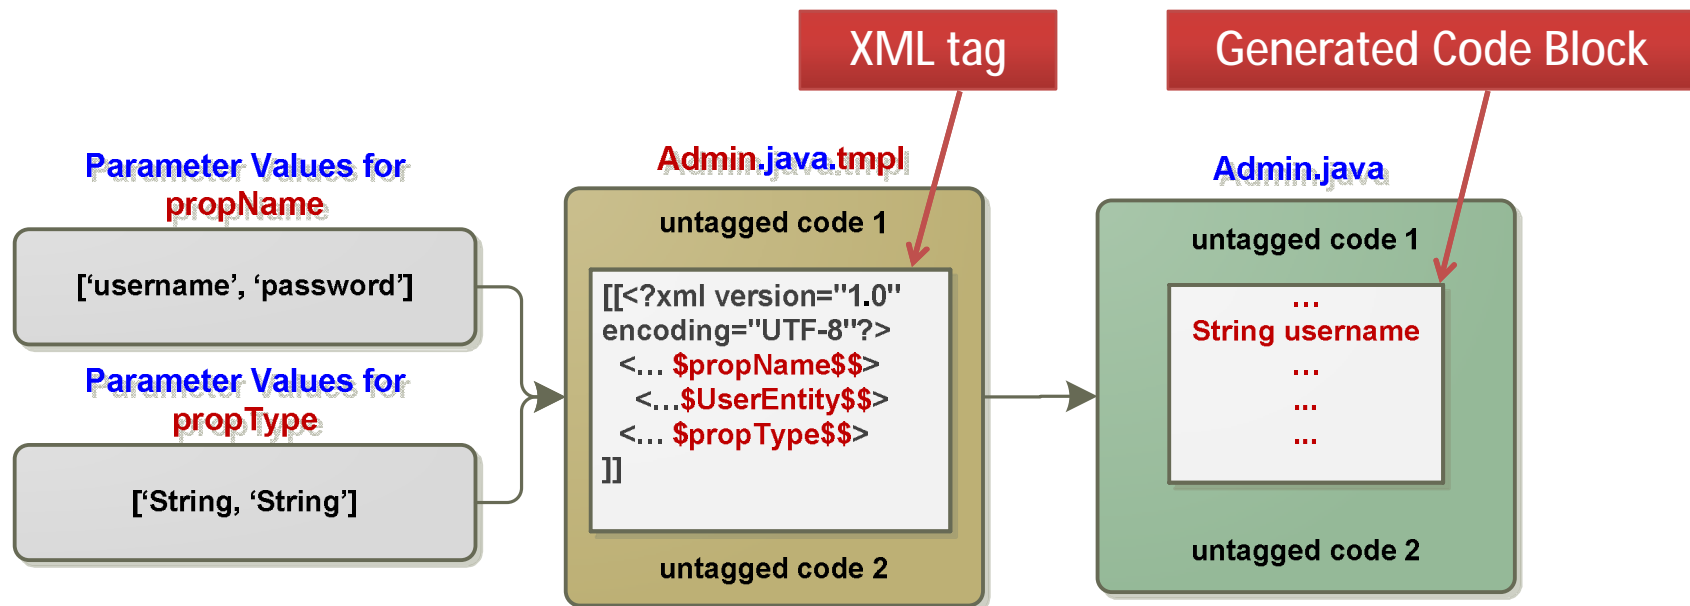 XML tag
Generated Code Block
Parameter Values for
propName
['username', ‘password’]
Parameter Values for
propType
[‘String, ‘String’]
Admin.java.tmpl
untagged code 1
[[<?xml version="1.0"
encoding="UTF-8"?>
<... $propName$$>
<...$UserEntity$$>
<... $propType$$>
]]
untagged code 2
Admin.java
untagged code 1
...
String username
...
...
...
untagged code 2